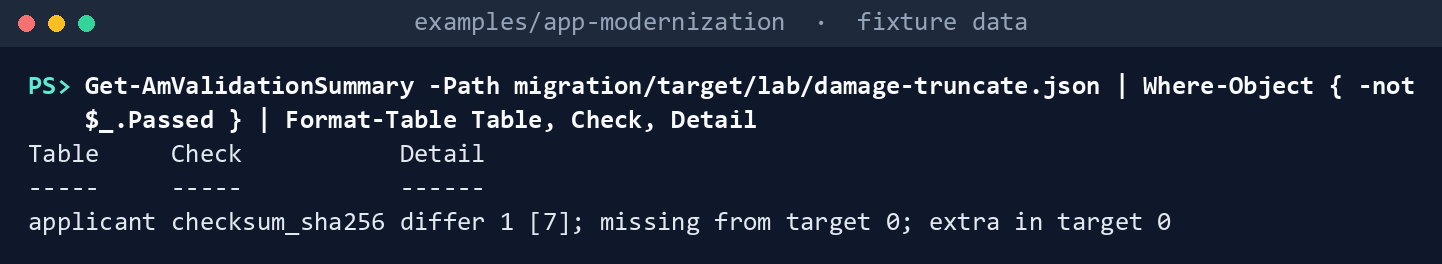 examples/app-modernization · fixture data
PS> Get-AmValidationSummary -Path migration/target/lab/damage-truncate.json | Where-Object { -not
$_.Passed } | Format-Table Table, Check, Detail
Table     Check           Detail
-----     -----           ------
applicant checksum_sha256 differ 1 [7]; missing from target 0; extra in target 0